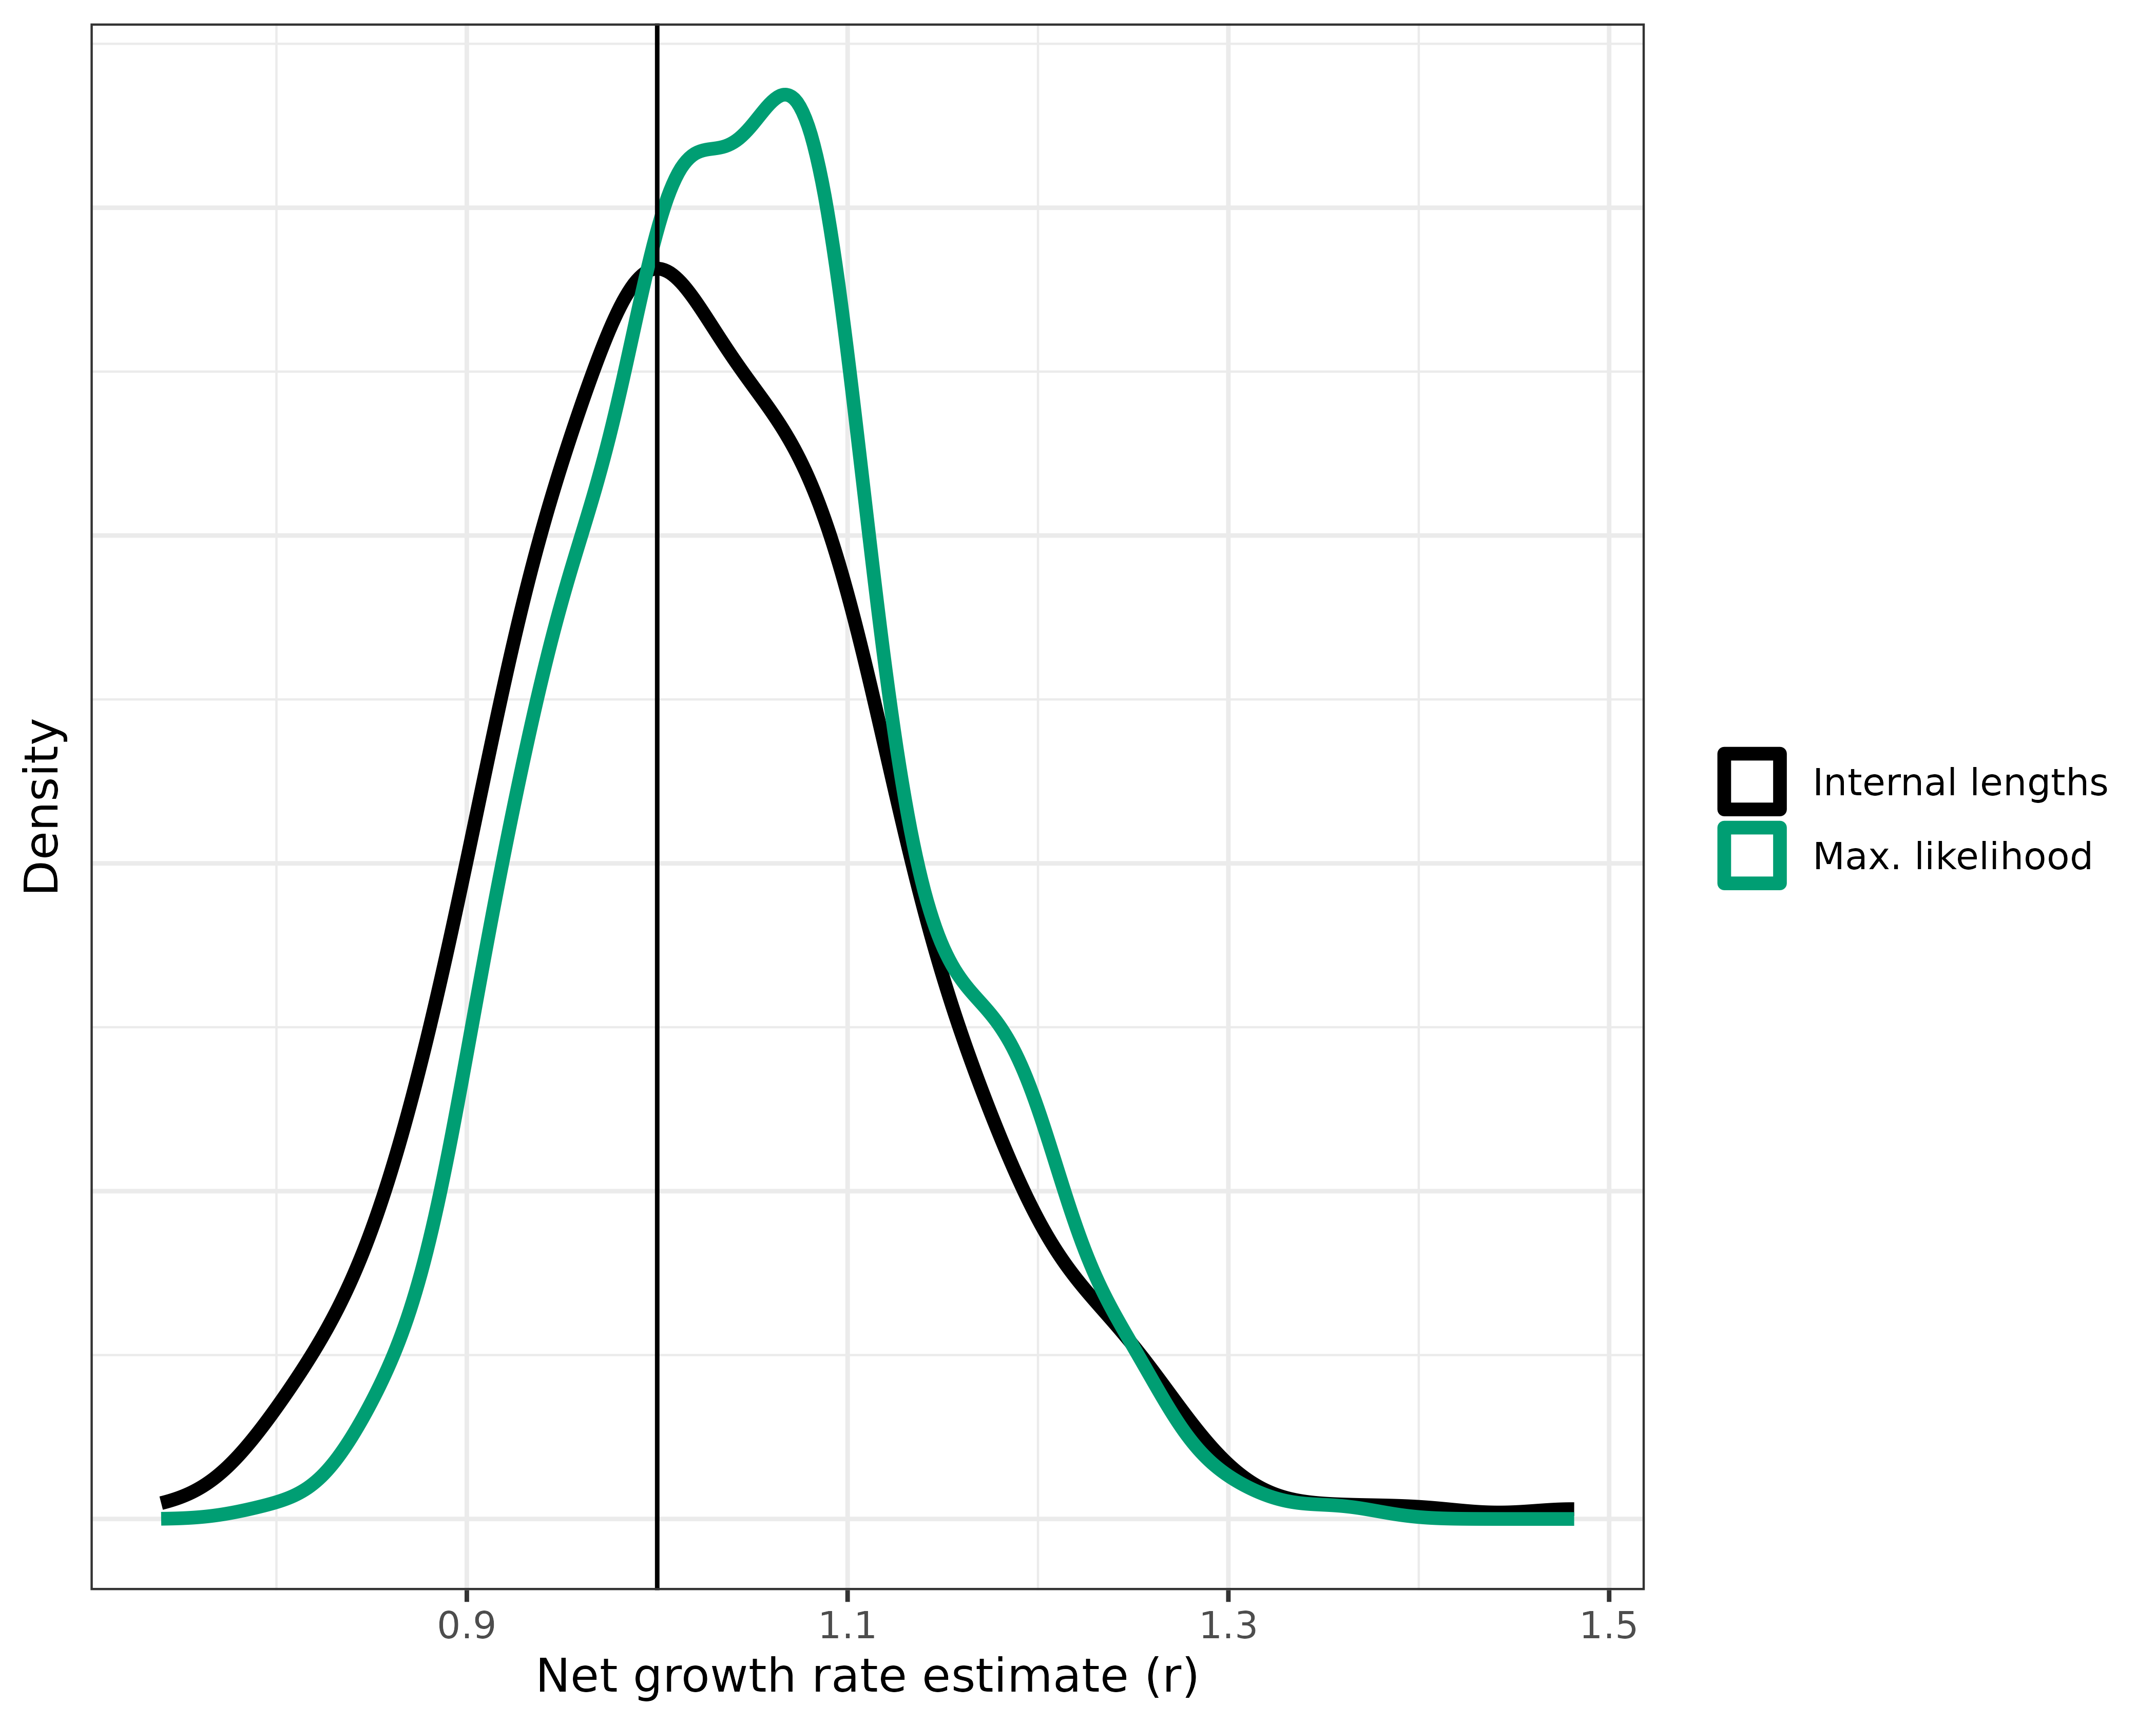 Density
Internal lengths
Max. likelihood
0.9 1.1 1.3 1.5
Net growth rate estimate (r)